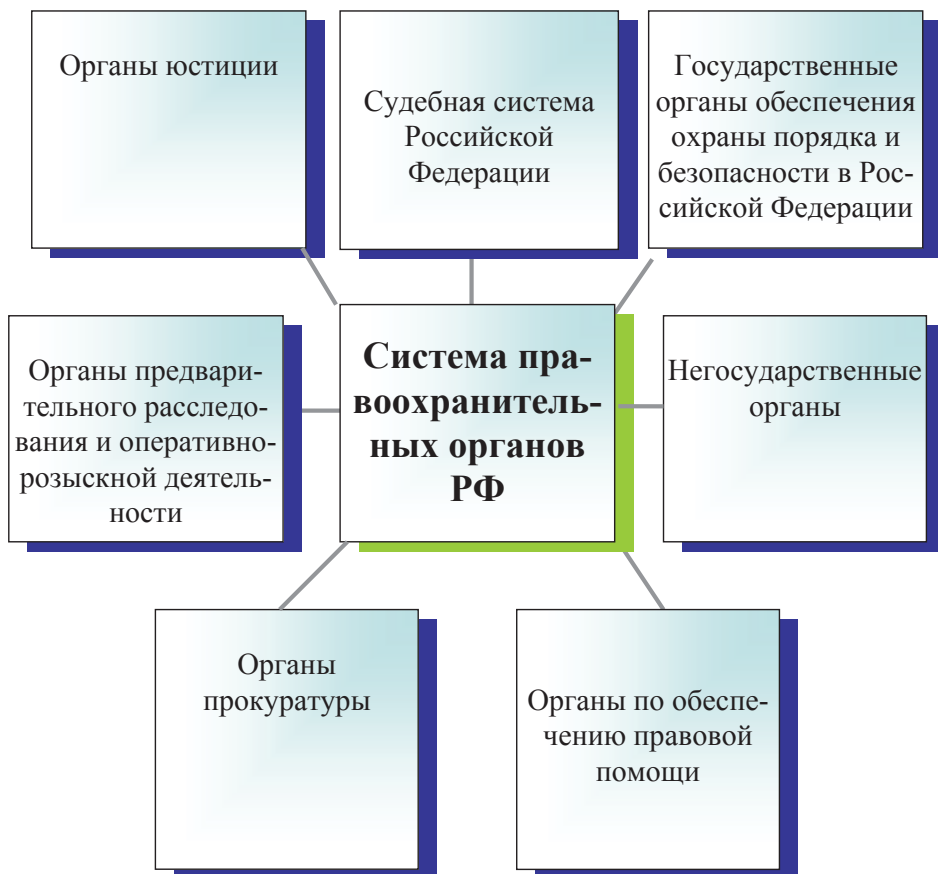 Органы юстиции
Судебная система
Российской
Федерации
Государственные
органы обеспечения
охраны порядка и
безопасности в Рос-
сийской Федерации
Органы предвари-
тельного расследо-
вания и оперативно-
розыскной деятель-
ности
Система пра-
воохранитель-
ных органов
РФ
Негосударственные
органы
Органы
прокуратуры
Органы по обеспе-
чению правовой
помощи